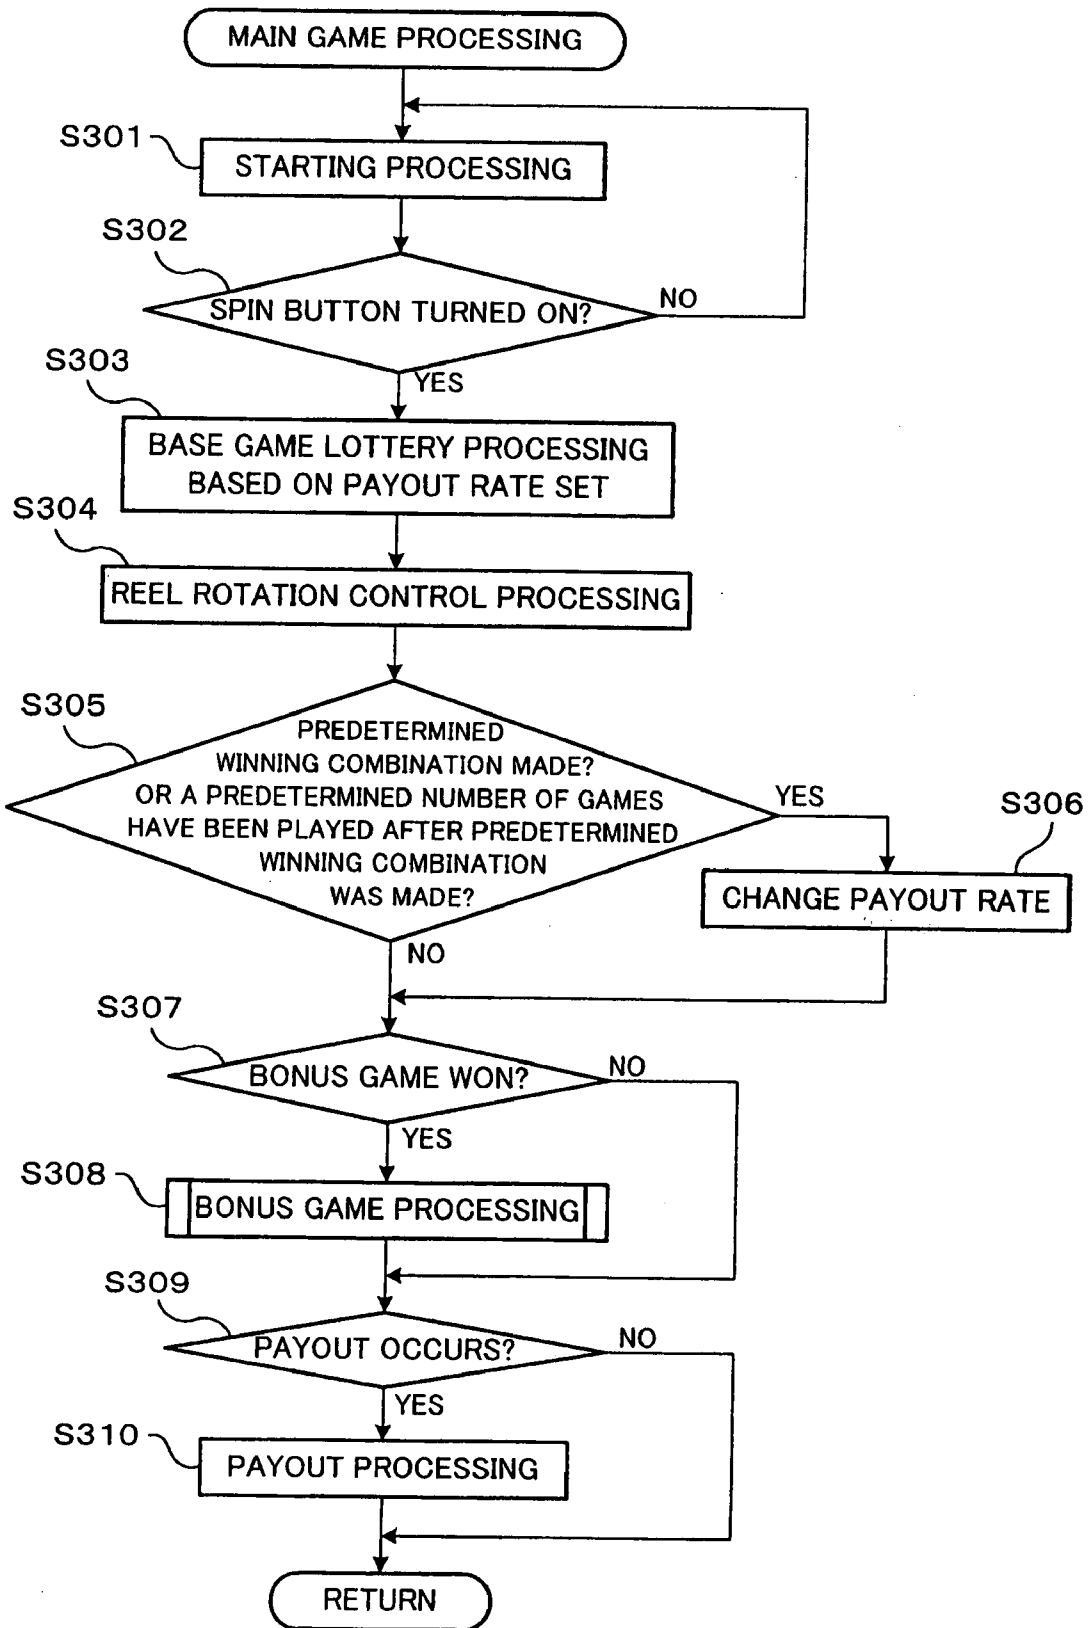 MAIN GAME PROCESSING
S301
STARTING PROCESSING
S302
SPIN BUTTON TURNED ON?
NO
YES
S303
BASE GAME LOTTERY PROCESSING
BASED ON PAYOUT RATE SET
S304
REEL ROTATION CONTROL PROCESSING
S305
PREDETERMINED
WINNING COMBINATION MADE?
OR A PREDETERMINED NUMBER OF GAMES
HAVE BEEN PLAYED AFTER PREDETERMINED
WINNING COMBINATION
WAS MADE?
YES
S306
CHANGE PAYOUT RATE
NO
S307
BONUS GAME WON?
NO
YES
S308
BONUS GAME PROCESSING
S309
PAYOUT OCCURS?
NO
YES
S310
PAYOUT PROCESSING
RETURN